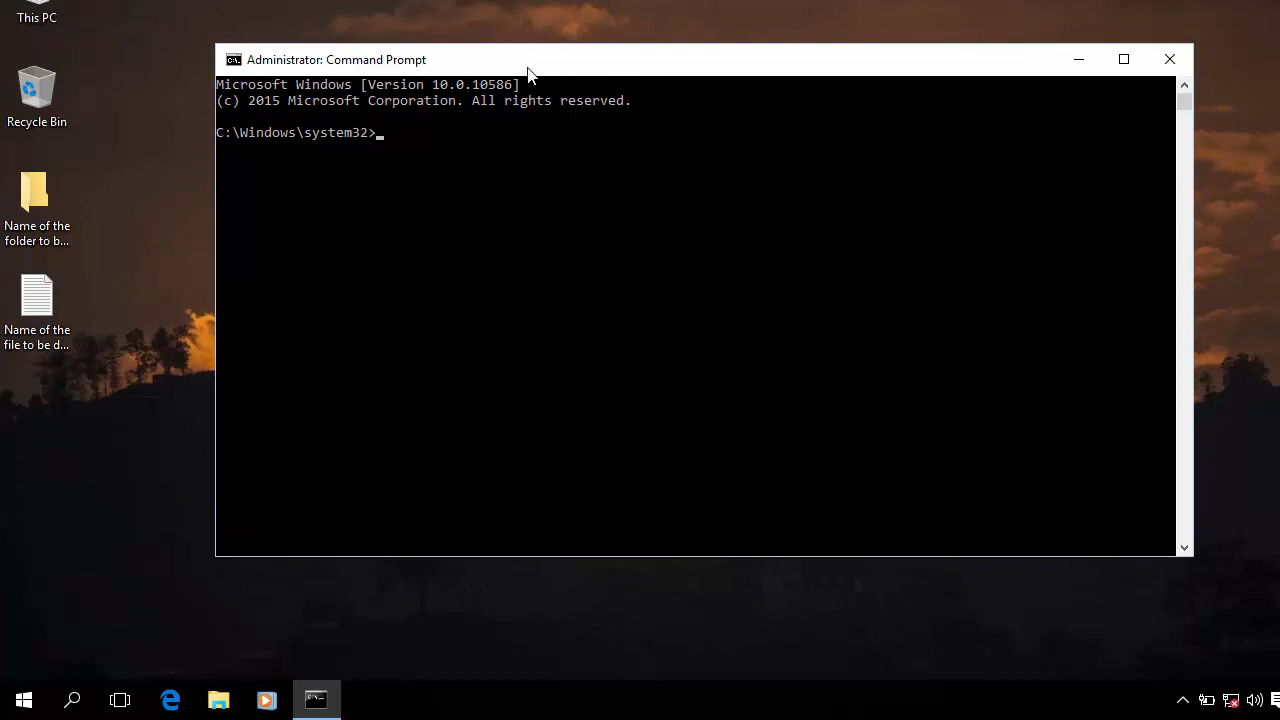 This PC
Recycle Bin
Name of the
folder to b...
Name of the
file to be d...
Administrator: Command Prompt
Microsoft Windows [Version 10.0.10586]
(c) 2015 Microsoft Corporation. All rights reserved.
C:\Windows\system32>